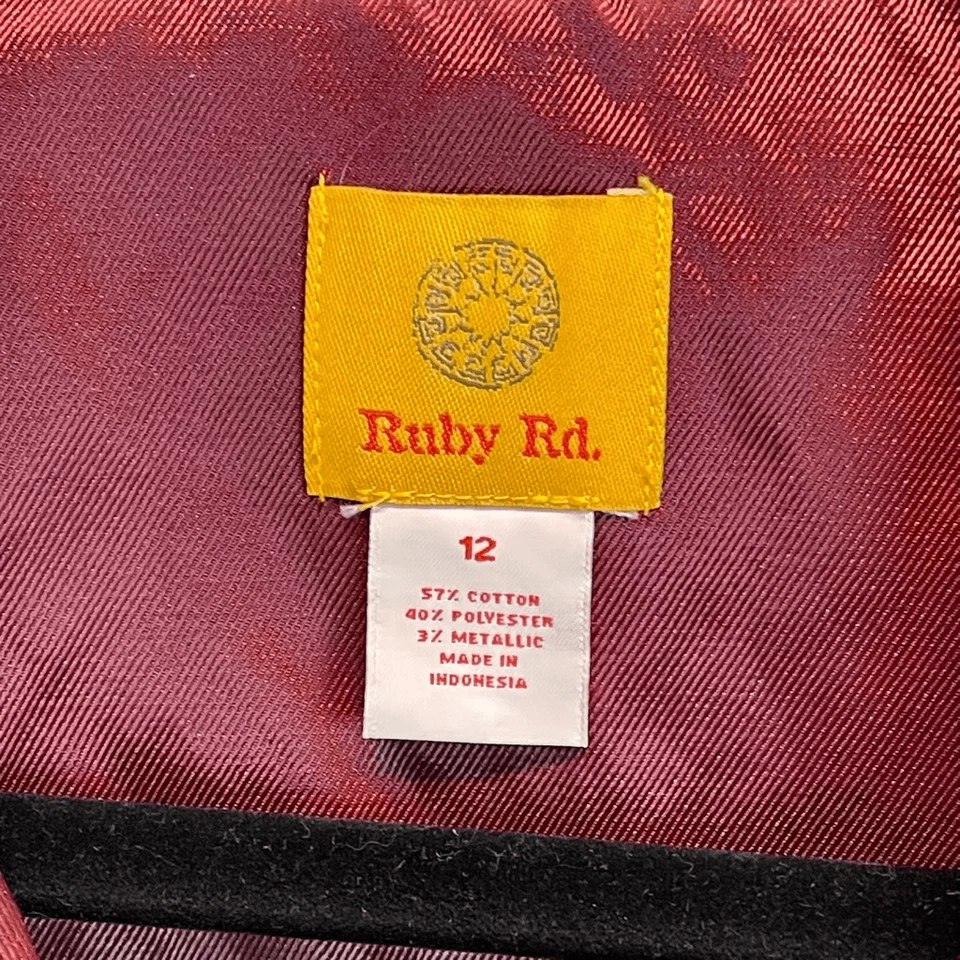 Ruby Rd.
12
57% COTTON
40% POLYESTER
3% METALLIC
MADE IN
INDONESIA